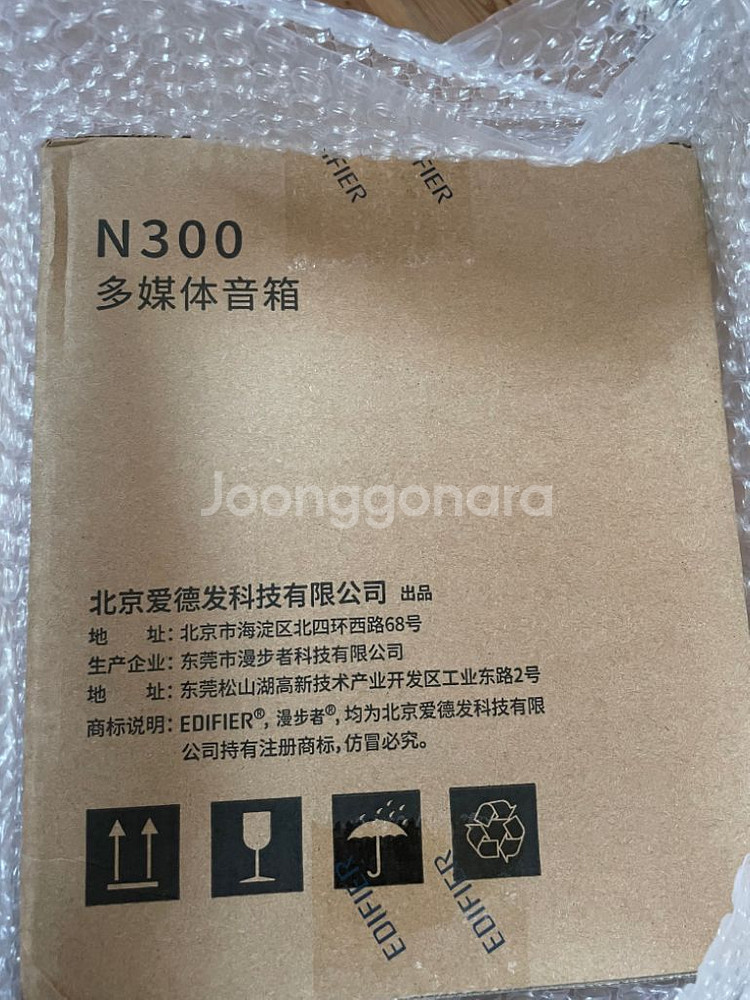 FIER
FIER
N300
多媒体音箱
Joonggonara
北京爱德发科技有限公司 出品
地 址：北京市海淀区北四环西路68号
生产企业：东莞市漫步者科技有限公司
地 址：东莞松山湖高新技术产业开发区工业东路2号
商标说明：EDIFIER®, 漫步者®, 均为北京爱德发科技有限
公司持有注册商标，仿冒必究。
EDIFIER
EDIFIER